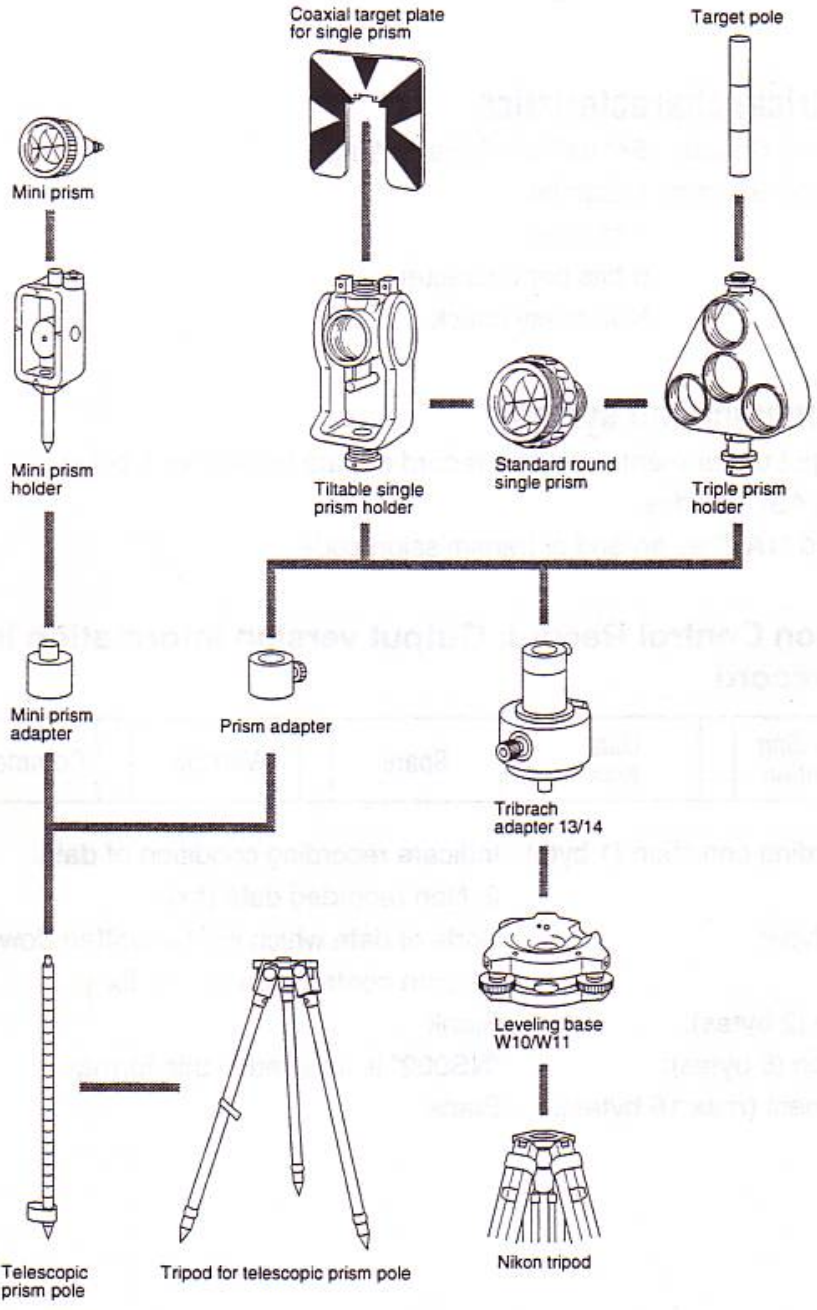 Coaxial target plate
for single prism
Target pole
Mini prism
Mini prism
holder
Tiltable single
prism holder
Standard round
single prism
Triple prism
holder
Mini prism
adapter
Prism adapter
Tribrach
adapter 13/14
Leveling base
W10/W11
Telescopic
prism pole
Tripod for telescopic prism pole
Nikon tripod